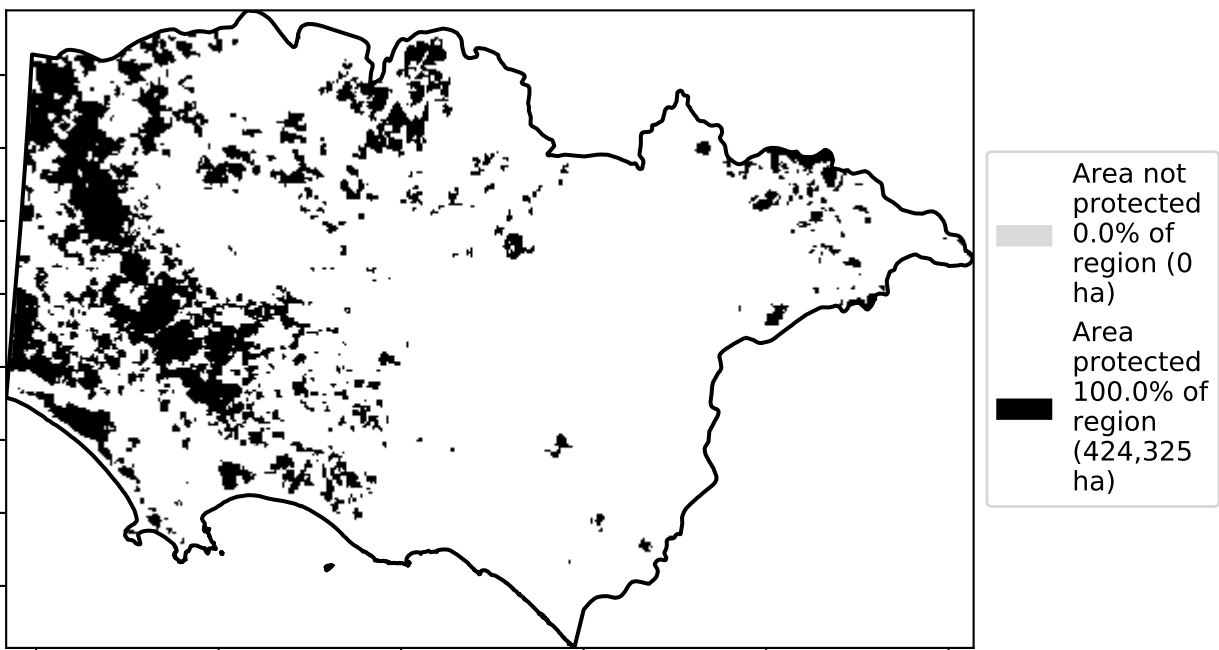 Area not
protected
0.0% of
region (0
ha)
Area
protected
100.0% of
region
(424,325
ha)